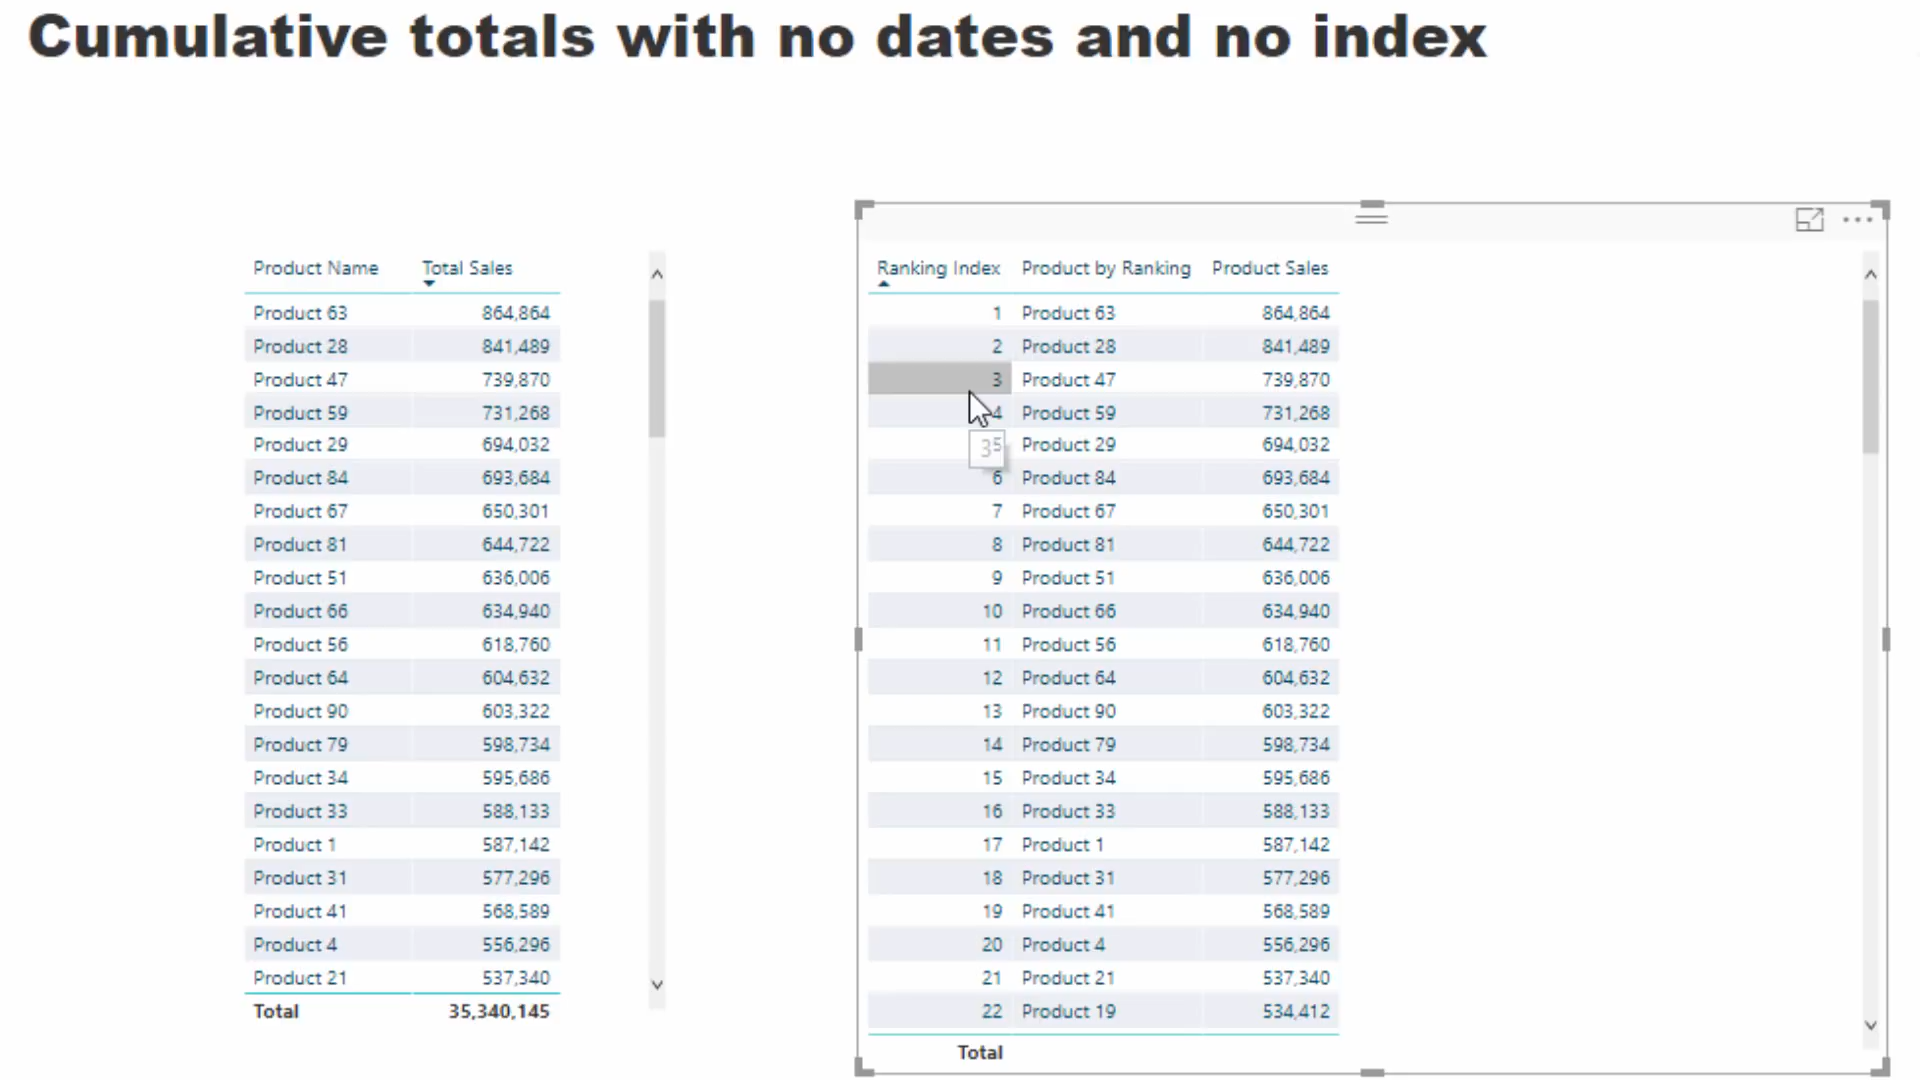 Cumulative totals with no dates and no index
Product Name Total Sales
Product 63 864,864
Product 28 841,489
Product 47 739,870
Product 59 731,268
Product 29 694,032
Product 84 693,684
Product 67 650,301
Product 81 644,722
Product 51 636,006
Product 66 634,940
Product 56 618,760
Product 64 604,632
Product 90 603,322
Product 79 598,734
Product 34 595,686
Product 33 588,133
Product 1 587,142
Product 31 577,296
Product 41 568,589
Product 4 556,296
Product 21 537,340
Total 35,340,145
Ranking Index Product by Ranking Product Sales
1 Product 63 864,864
2 Product 28 841,489
3 Product 47 739,870
4 Product 59 731,268
5 Product 29 694,032
3
6 Product 84 693,684
7 Product 67 650,301
8 Product 81 644,722
9 Product 51 636,006
10 Product 66 634,940
11 Product 56 618,760
12 Product 64 604,632
13 Product 90 603,322
14 Product 79 598,734
15 Product 34 595,686
16 Product 33 588,133
17 Product 1 587,142
18 Product 31 577,296
19 Product 41 568,589
20 Product 4 556,296
21 Product 21 537,340
22 Product 19 534,412
Total